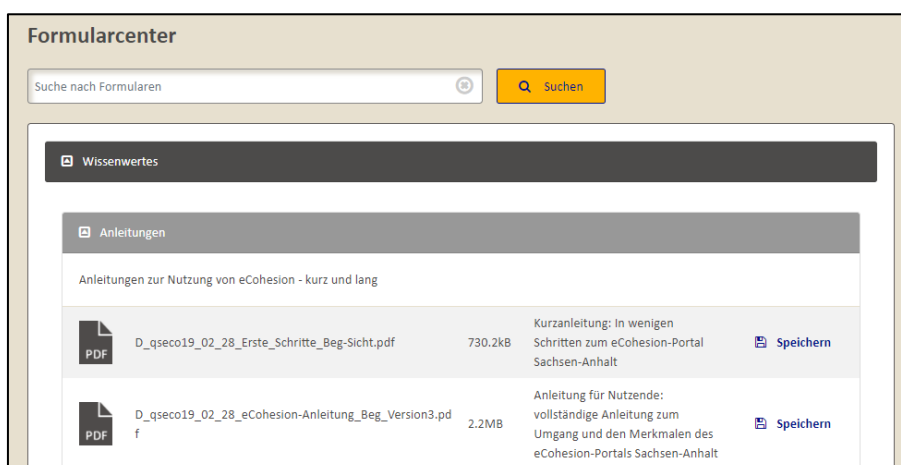 Formularcenter
Suche nach Formularen
Suchen
Wissenwertes
Anleitungen
Anleitungen zur Nutzung von eCohesion - kurz und lang
PDF
D_qseco19_02_28_Erste_Schritte_Beg-Sicht.pdf
730.2kB
Kurzanleitung: In wenigen
Schritten zum eCohesion-Portal
Sachsen-Anhalt
Speichern
PDF
D_qseco19_02_28_eCohesion-Anleitung_Beg_Version3.pd
f
2.2MB
Anleitung für Nutzende:
vollständige Anleitung zum
Umgang und den Merkmalen des
eCohesion-Portals Sachsen-Anhalt
Speichern